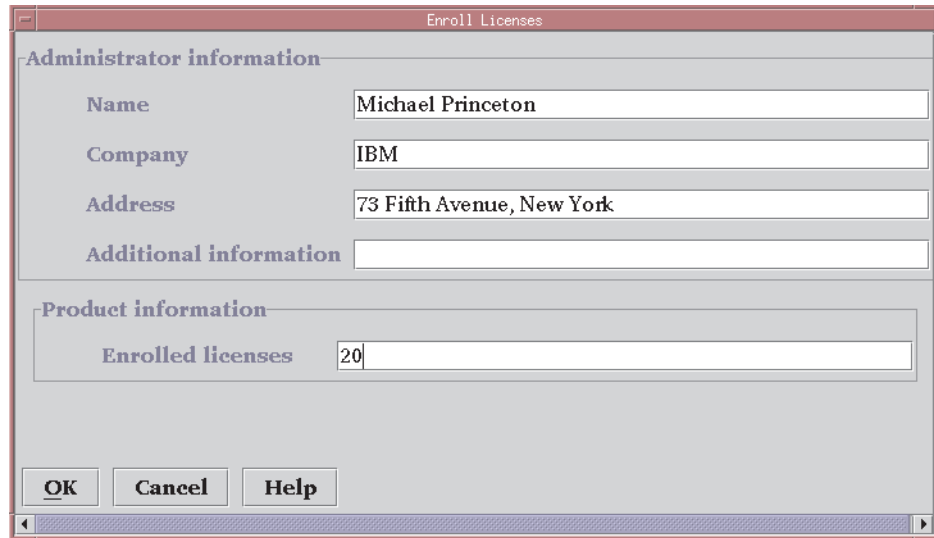 Enroll Licenses
Administrator information
Name Michael Princeton
Company IBM
Address 73 Fifth Avenue, New York
Additional information
Product information
Enrolled licenses 20
OK Cancel Help